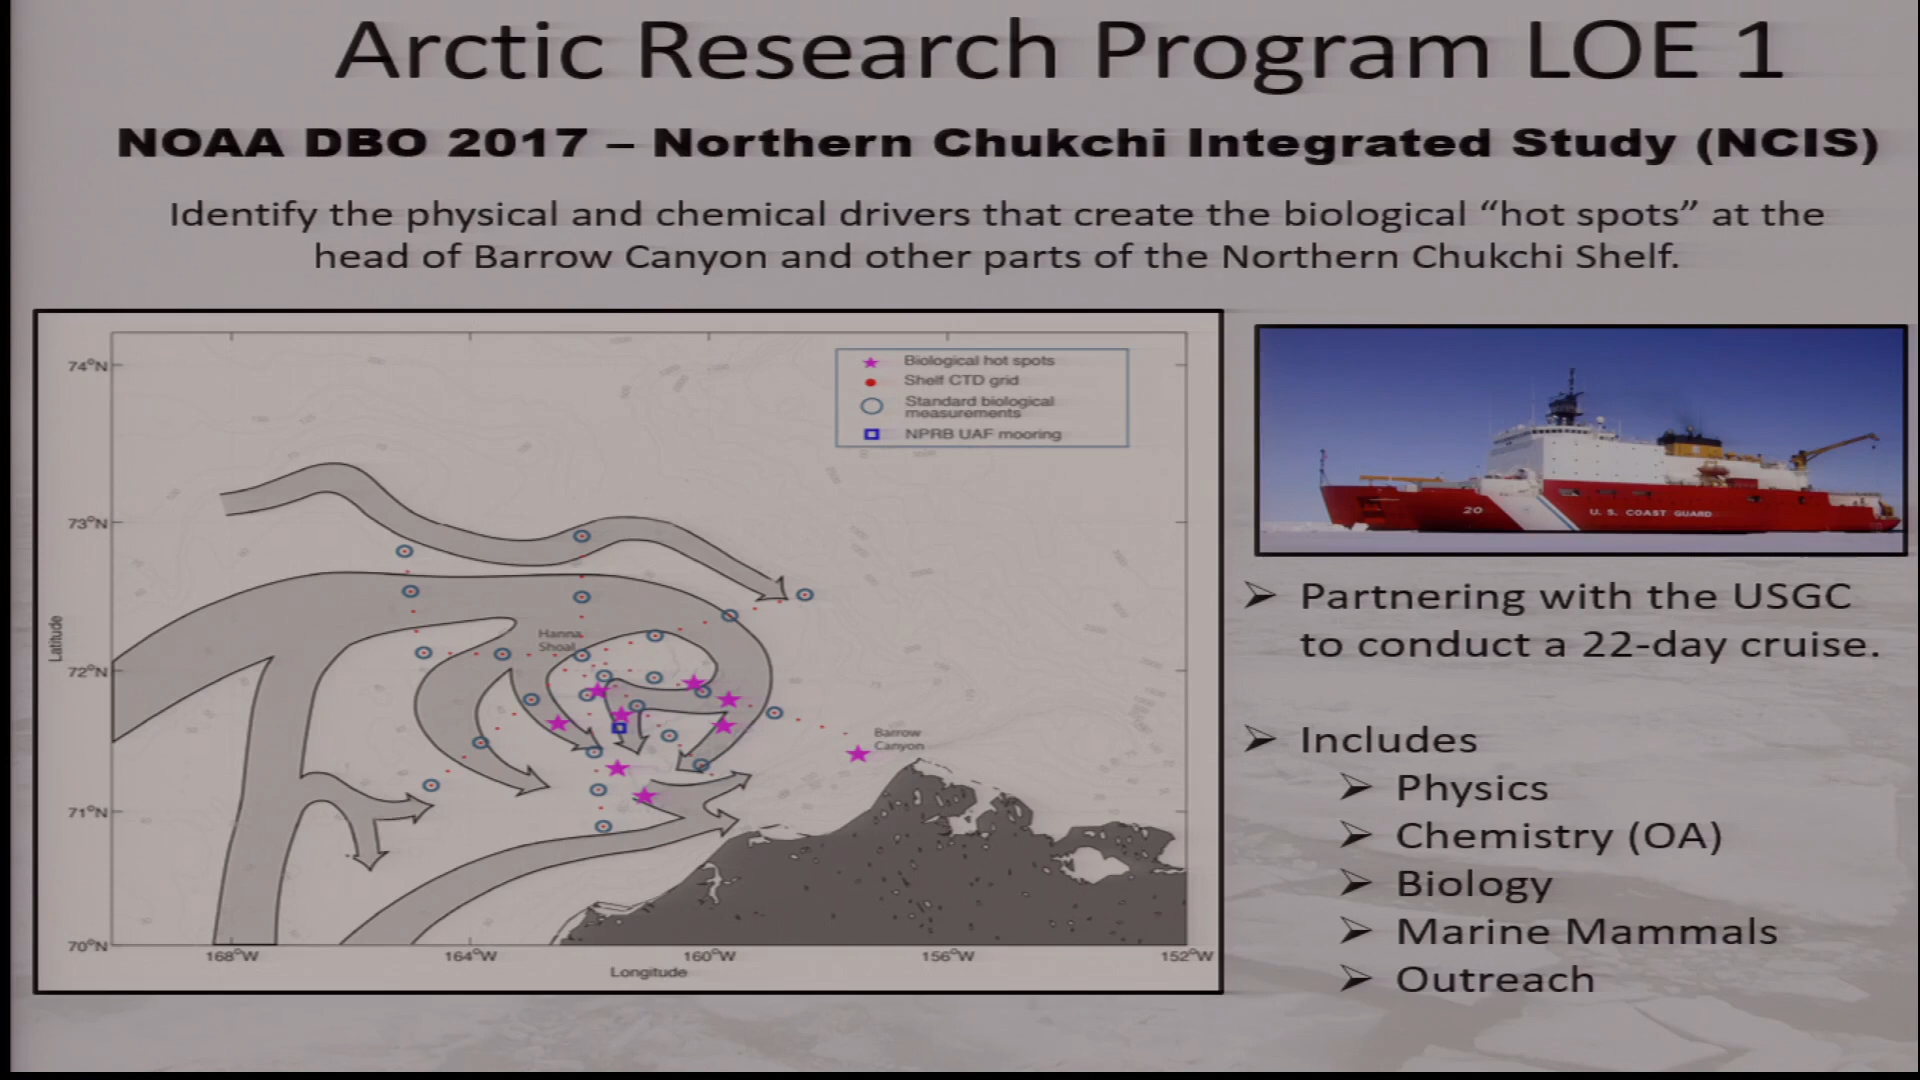 Arctic Research Program LOE 1
NOAA DBO 2017 – Northern Chukchi Integrated Study (NCIS)
Identify the physical and chemical drivers that create the biological “hot spots” at the
head of Barrow Canyon and other parts of the Northern Chukchi Shelf.
Biological hot spots
Shelf CTD grid
Standard biological
measurements
NPRB UAF mooring
74°N
73°N
72°N
71°N
70°N
Latitude
Hanna
Shoal
Barrow
Canyon
168°W
164°W
160°W
156°W
152°W
Longitude
20
U. S. COAST GUARD
➢ Partnering with the USGC
to conduct a 22-day cruise.
➢ Includes
➢ Physics
➢ Chemistry (OA)
➢ Biology
➢ Marine Mammals
➢ Outreach